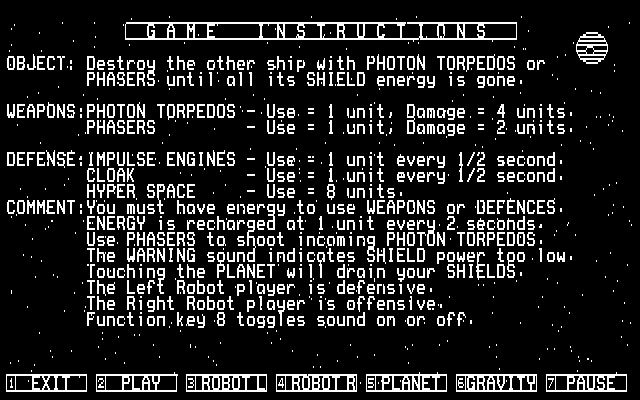 GAME INSTRUCTIONS
OBJECT: Destroy the other ship with PHOTON TORPEDOS or
PHASERS until all its SHIELD energy is gone.
WEAPONS: PHOTON TORPEDOS - Use = 1 unit, Damage = 4 units.
PHASERS - Use = 1 unit, Damage = 2 units.
DEFENSE: IMPULSE ENGINES - Use = 1 unit every 1/2 second.
CLOAK - Use = 1 unit every 1/2 second.
HYPER SPACE - Use = 8 units.
COMMENT: You must have energy to use WEAPONS or DEFENCES.
ENERGY is recharged at 1 unit every 2 seconds.
Use PHASERS to shoot incoming PHOTON TORPEDOS.
The WARNING sound indicates SHIELD power too low.
Touching the PLANET will drain your SHIELDS.
The Left Robot player is defensive.
The Right Robot player is offensive.
Function key 8 toggles sound on or off.
1 EXIT 2 PLAY 3 ROBOT L 4 ROBOT R 5 PLANET 6 GRAVITY 7 PAUSE